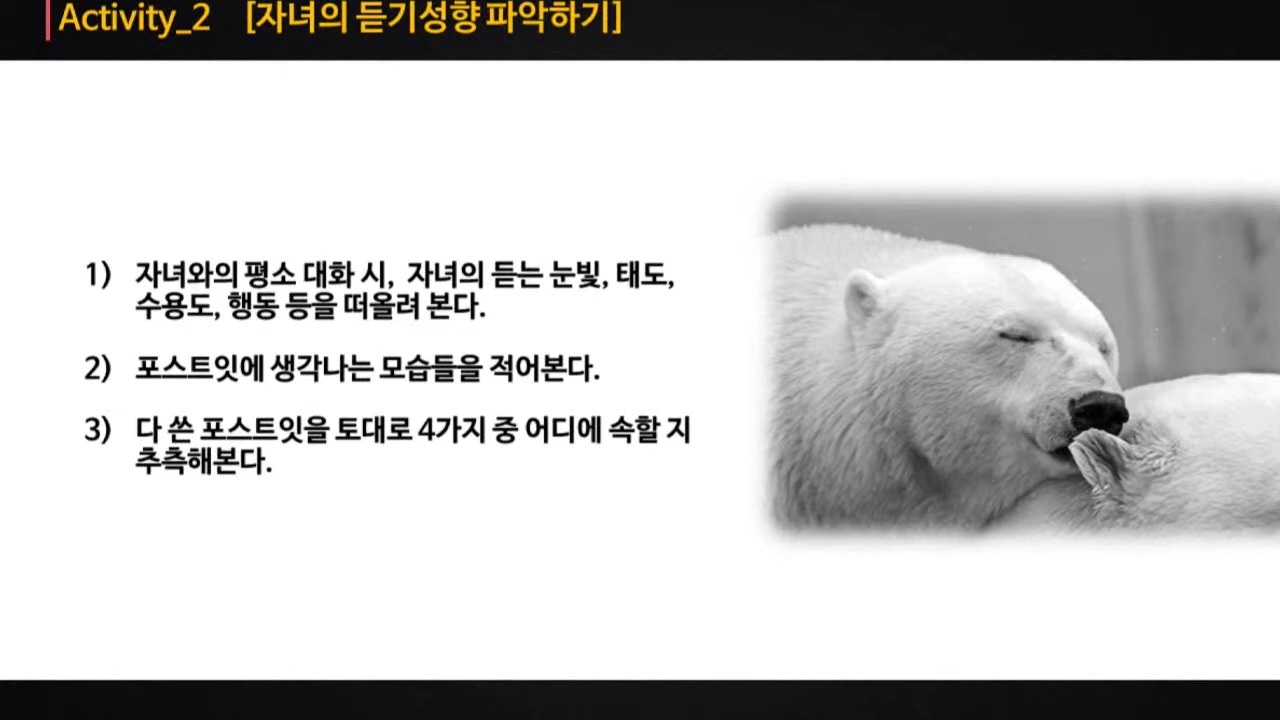 Activity_2 [자녀의 듣기성향 파악하기]
1) 자녀와의 평소 대화 시, 자녀의 듣는 눈빛, 태도,
수용도, 행동 등을 떠올려 본다.
2) 포스트잇에 생각나는 모습들을 적어본다.
3) 다 쓴 포스트잇을 토대로 4가지 중 어디에 속할 지
추측해본다.